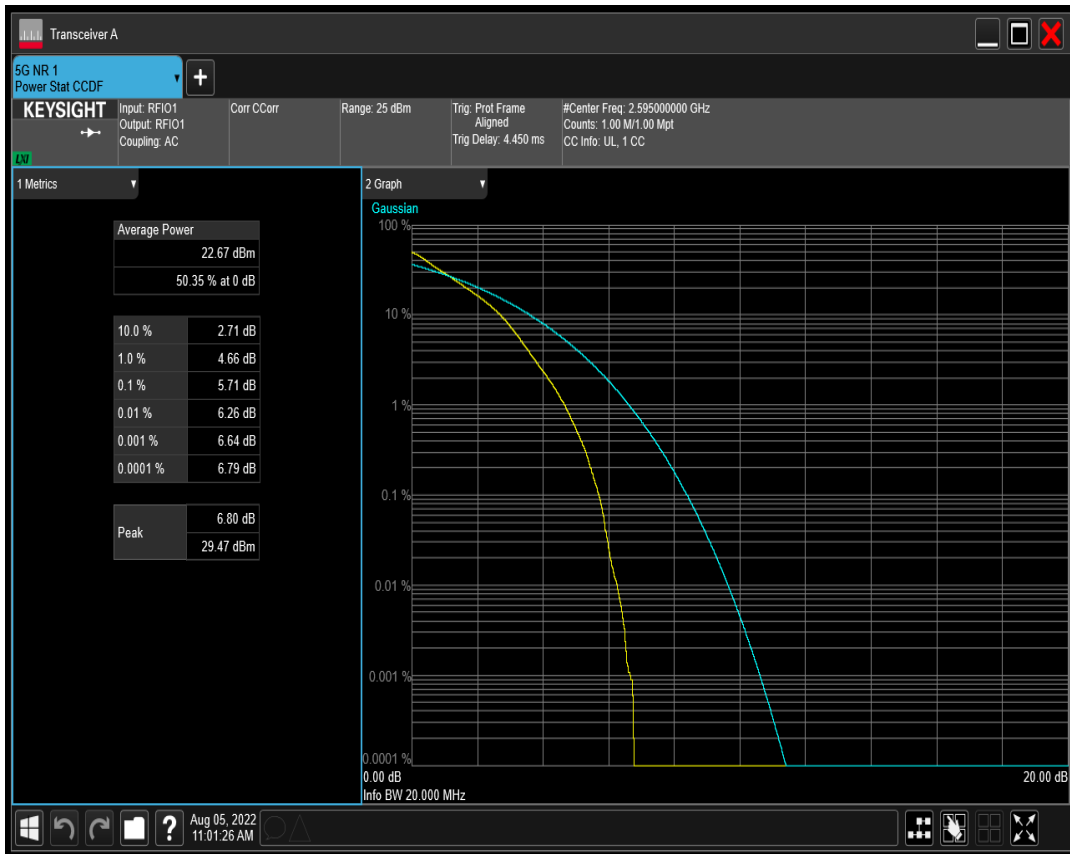 Transceiver A
5G NR 1
Power Stat CCDF
+
KEYSIGHT
LXI
Input: RFIO1
Output: RFIO1
Coupling: AC
Corr CCorr
Range: 25 dBm
Trig: Prot Frame
Aligned
Trig Delay: 4.450 ms
#Center Freq: 2.595000000 GHz
Counts: 1.00 M/1.00 Mpt
CC Info: UL, 1 CC
1 Metrics
Average Power
22.67 dBm
50.35 % at 0 dB
10.0 % 2.71 dB
1.0 % 4.66 dB
0.1 % 5.71 dB
0.01 % 6.26 dB
0.001 % 6.64 dB
0.0001 % 6.79 dB
Peak
6.80 dB
29.47 dBm
2 Graph
Gaussian
100 %
10 %
1 %
0.1 %
0.01 %
0.001 %
0.0001 %
0.00 dB 20.00 dB
Info BW 20.000 MHz
?
Aug 05, 2022
11:01:26 AM